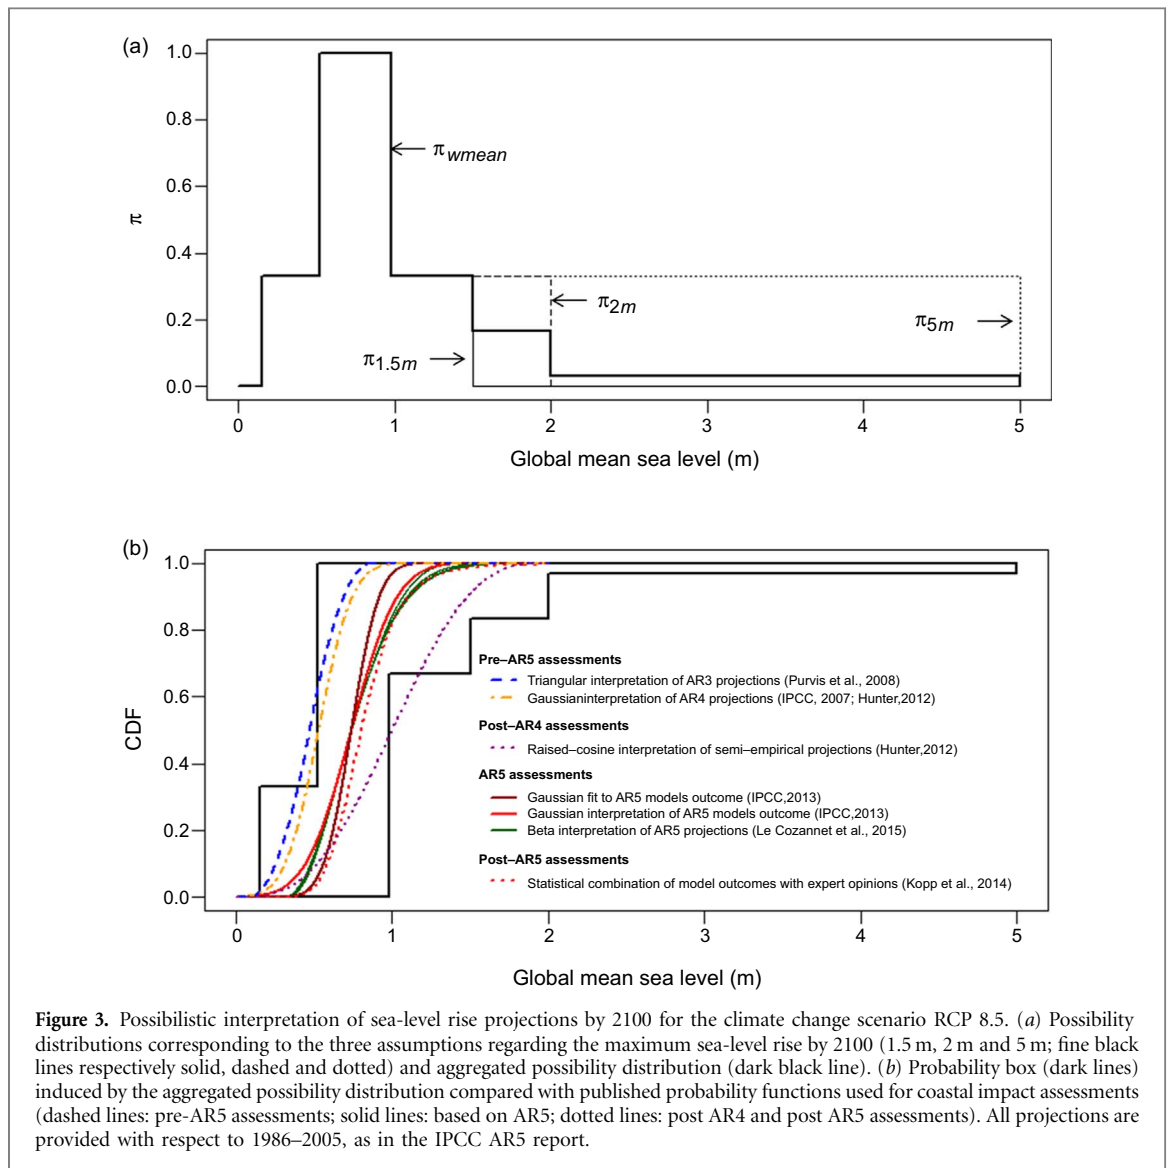 (a)
1.0
0.8
0.6
0.4
0.2
0.0
π
πwmean
π2m
π5m
π1.5m
0 1 2 3 4 5
Global mean sea level (m)
(b)
1.0
0.8
0.6
0.4
0.2
0.0
CDF
Pre–AR5 assessments
Triangular interpretation of AR3 projections (Purvis et al., 2008)
Gaussianinterpretation of AR4 projections (IPCC, 2007; Hunter,2012)
Post–AR4 assessments
Raised–cosine interpretation of semi–empirical projections (Hunter,2012)
AR5 assessments
Gaussian fit to AR5 models outcome (IPCC,2013)
Gaussian interpretation of AR5 models outcome (IPCC,2013)
Beta interpretation of AR5 projections (Le Cozannet et al., 2015)
Post–AR5 assessments
Statistical combination of model outcomes with expert opinions (Kopp et al., 2014)
0 1 2 3 4 5
Global mean sea level (m)
Figure 3. Possibilistic interpretation of sea-level rise projections by 2100 for the climate change scenario RCP 8.5. (a) Possibility
distributions corresponding to the three assumptions regarding the maximum sea-level rise by 2100 (1.5 m, 2 m and 5 m; fine black
lines respectively solid, dashed and dotted) and aggregated possibility distribution (dark black line). (b) Probability box (dark lines)
induced by the aggregated possibility distribution compared with published probability functions used for coastal impact assessments
(dashed lines: pre-AR5 assessments; solid lines: based on AR5; dotted lines: post AR4 and post AR5 assessments). All projections are
provided with respect to 1986–2005, as in the IPCC AR5 report.